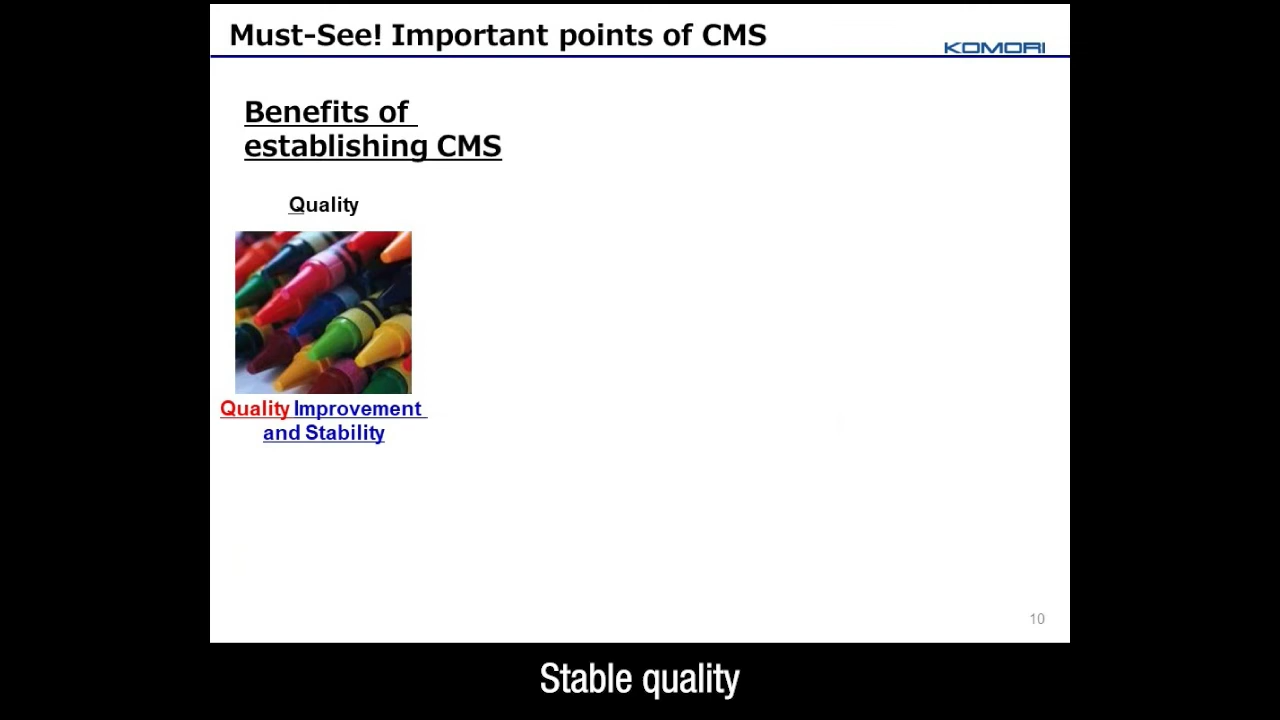 Must-See! Important points of CMS
KOMORI
Benefits of
establishing CMS
Quality
Quality Improvement
and Stability
10
Stable quality